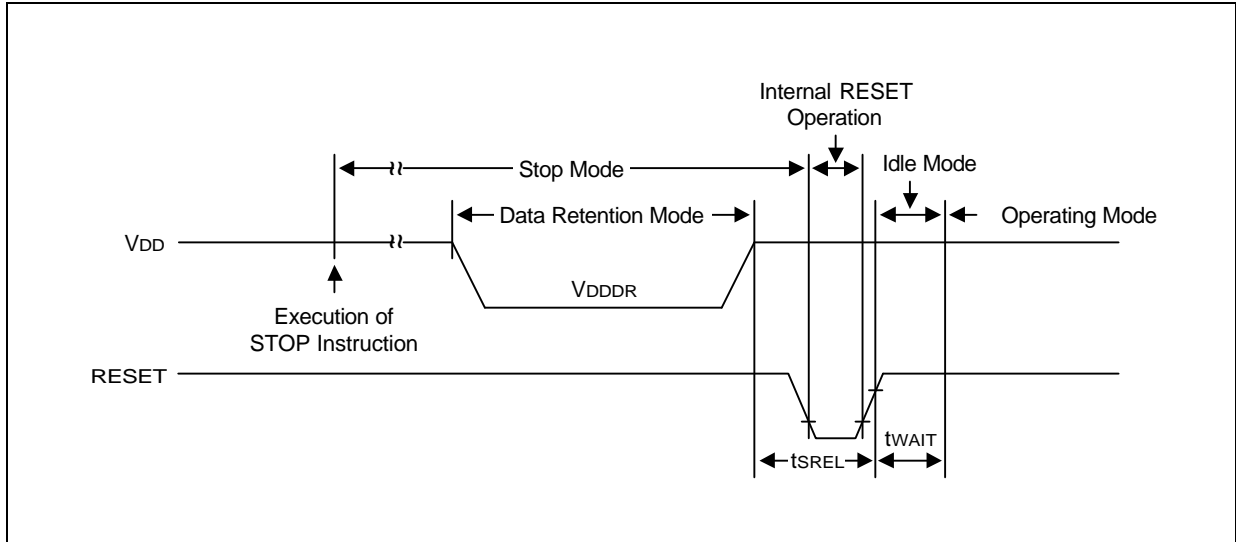 Internal RESET
Operation
Idle Mode
Stop Mode
Data Retention Mode
Operating Mode
VDD
VDDDR
Execution of
STOP Instruction
RESET
tWAIT
tSREL